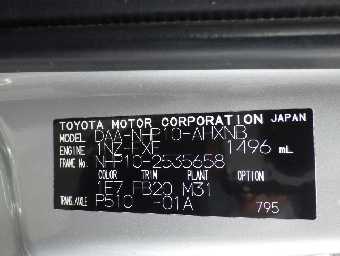 TOYOTA MOTOR CORPORATION JAPAN
MODEL DAA-NHP10-AHXNB
ENGINE 1NZ-FXE 1496 mL
FRAME No. NHP10-2535658
COLOR TRIM PLANT OPTION
1E7 FB20 M31
TRANS./AXLE P510 -01A 795